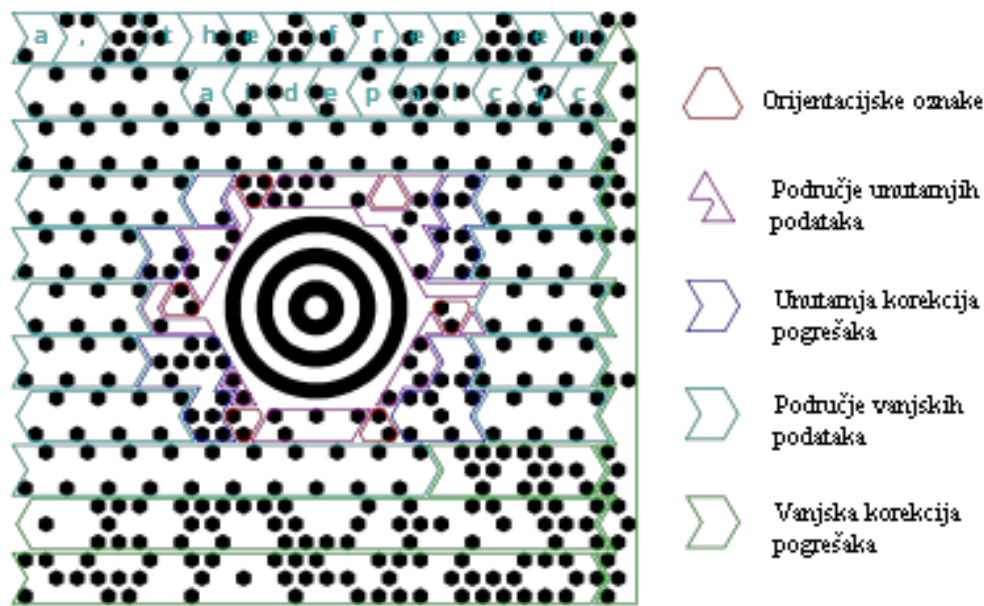 a , t h e f r e e e n
a i d e p o l c y c
Orijentacijske oznake
Područje unutarnjih
podataka
Unutarnja korekcija
pogrešaka
Područje vanjskih
podataka
Vanjska korekcija
pogrešaka